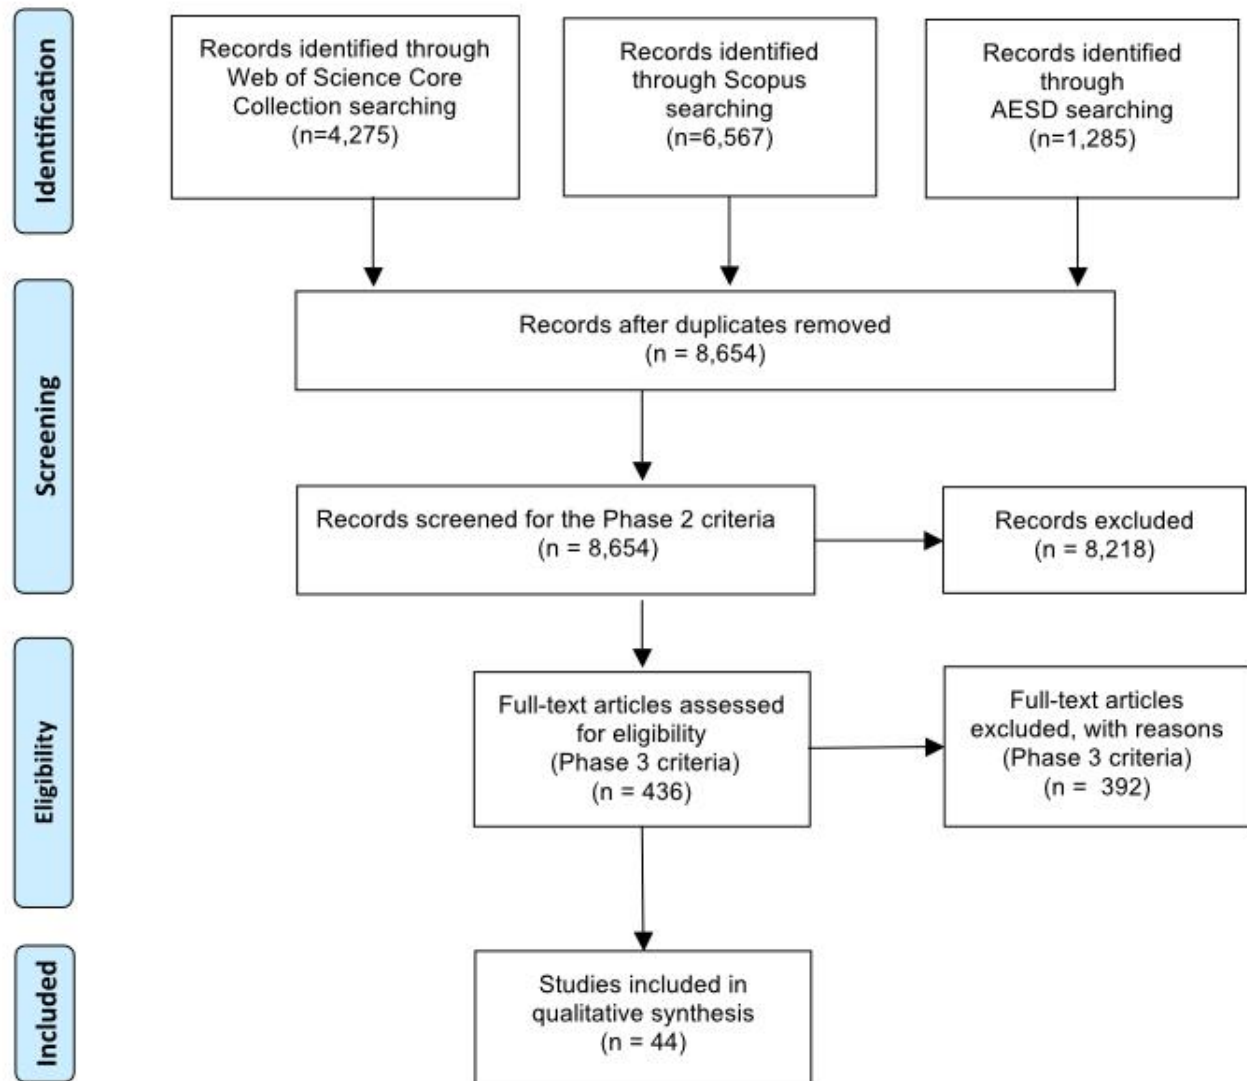 Identification
Records identified through
Web of Science Core
Collection searching
(n=4,275)
Records identified
through Scopus
searching
(n=6,567)
Records identified
through
AESD searching
(n=1,285)
Screening
Records after duplicates removed
(n = 8,654)
Records screened for the Phase 2 criteria
(n = 8,654)
Records excluded
(n = 8,218)
Eligibility
Full-text articles assessed
for eligibility
(Phase 3 criteria)
(n = 436)
Full-text articles
excluded, with reasons
(Phase 3 criteria)
(n = 392)
Included
Studies included in
qualitative synthesis
(n = 44)